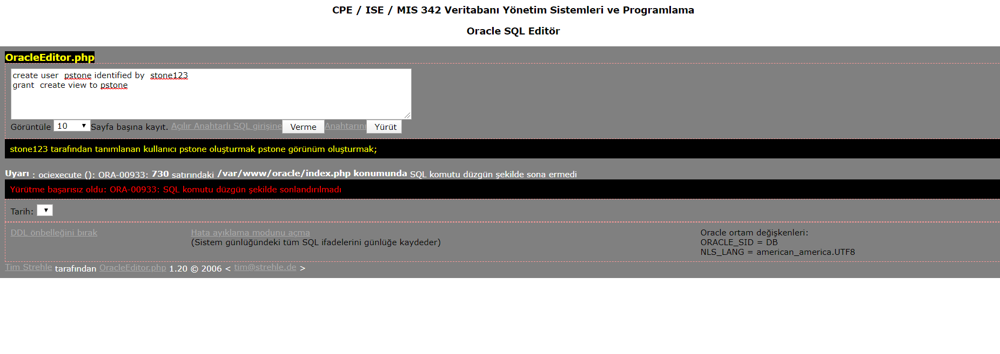 CPE / ISE / MIS 342 Veritabanı Yönetim Sistemleri ve Programlama
Oracle SQL Editör
OracleEditor.php
create user  pstone identified by  stone123
grant  create view to pstone
Görüntüle 10 Sayfa başına kayıt. Açılır Anahtarlı SQL girişine Verme Anahtarını Yürüt
stone123 tarafından tanımlanan kullanıcı pstone oluşturmak pstone görünüm oluşturmak;
Uyarı : ociexecute (): ORA-00933: 730 satırındaki /var/www/oracle/index.php konumunda SQL komutu düzgün şekilde sona ermedi
Yürütme başarısız oldu: ORA-00933: SQL komutu düzgün şekilde sonlandırılmadı
Tarih:
DDL önbelleğini bırak
Hata ayıklama modunu açma
(Sistem günlüğündeki tüm SQL ifadelerini günlüğe kaydeder)
Oracle ortam değişkenleri:
ORACLE_SID = DB
NLS_LANG = american_america.UTF8
Tim Strehle tarafından OracleEditor.php 1.20 © 2006 < tim@strehle.de >